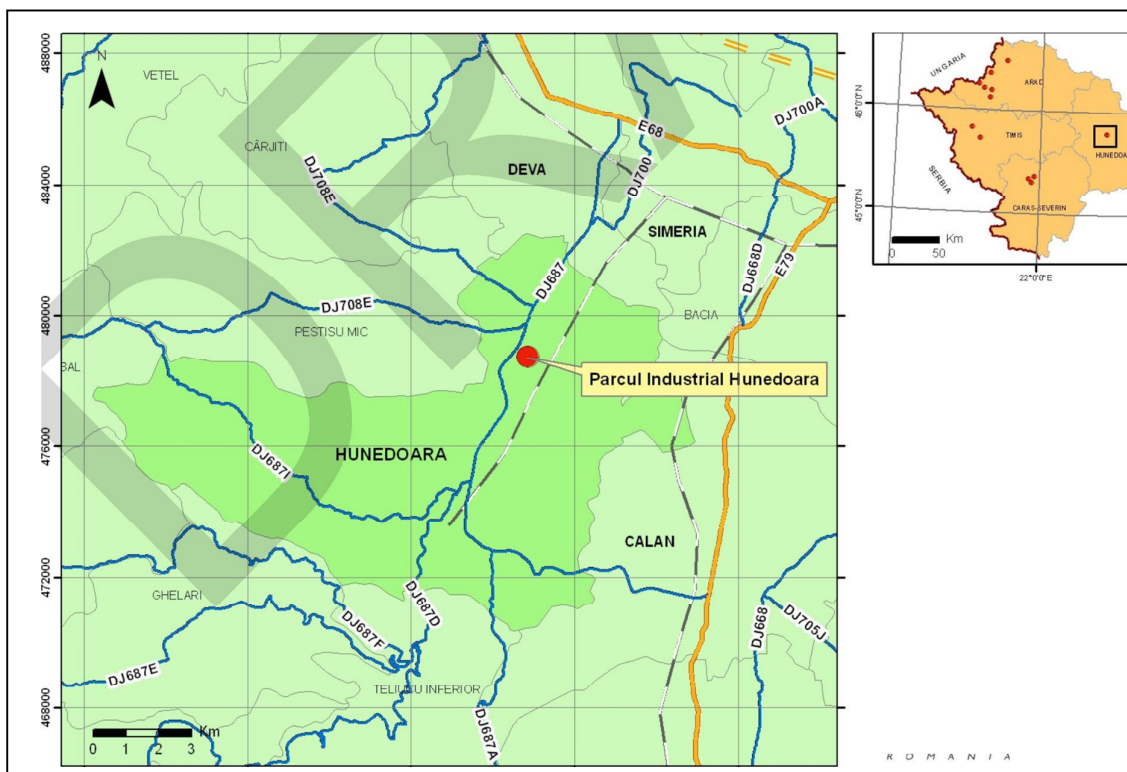 488000
484000
480000
476000
472000
468000
N
VETEL
CÂRJITI
DJ708E
DEVA
E68
DJ700A
DJ700
SIMERIA
DJ687
DJ668D
E79
DJ708E
PESTISU MIC
BACIA
BAL
Parcul Industrial Hunedoara
HUNEDOARA
DJ687I
CALAN
GHELARI
DJ687D
DJ687F
DJ687E
DJ668
DJ705J
TELIUCU INFERIOR
DJ687A
Km
0 1 2 3
UNGARIA
ARAD
TIMIS
HUNEDOA
SERBIA
CARAS-SEVERIN
Km
0 50
46°0'0"N
45°0'0"N
22°0'0"E
ROMANIA